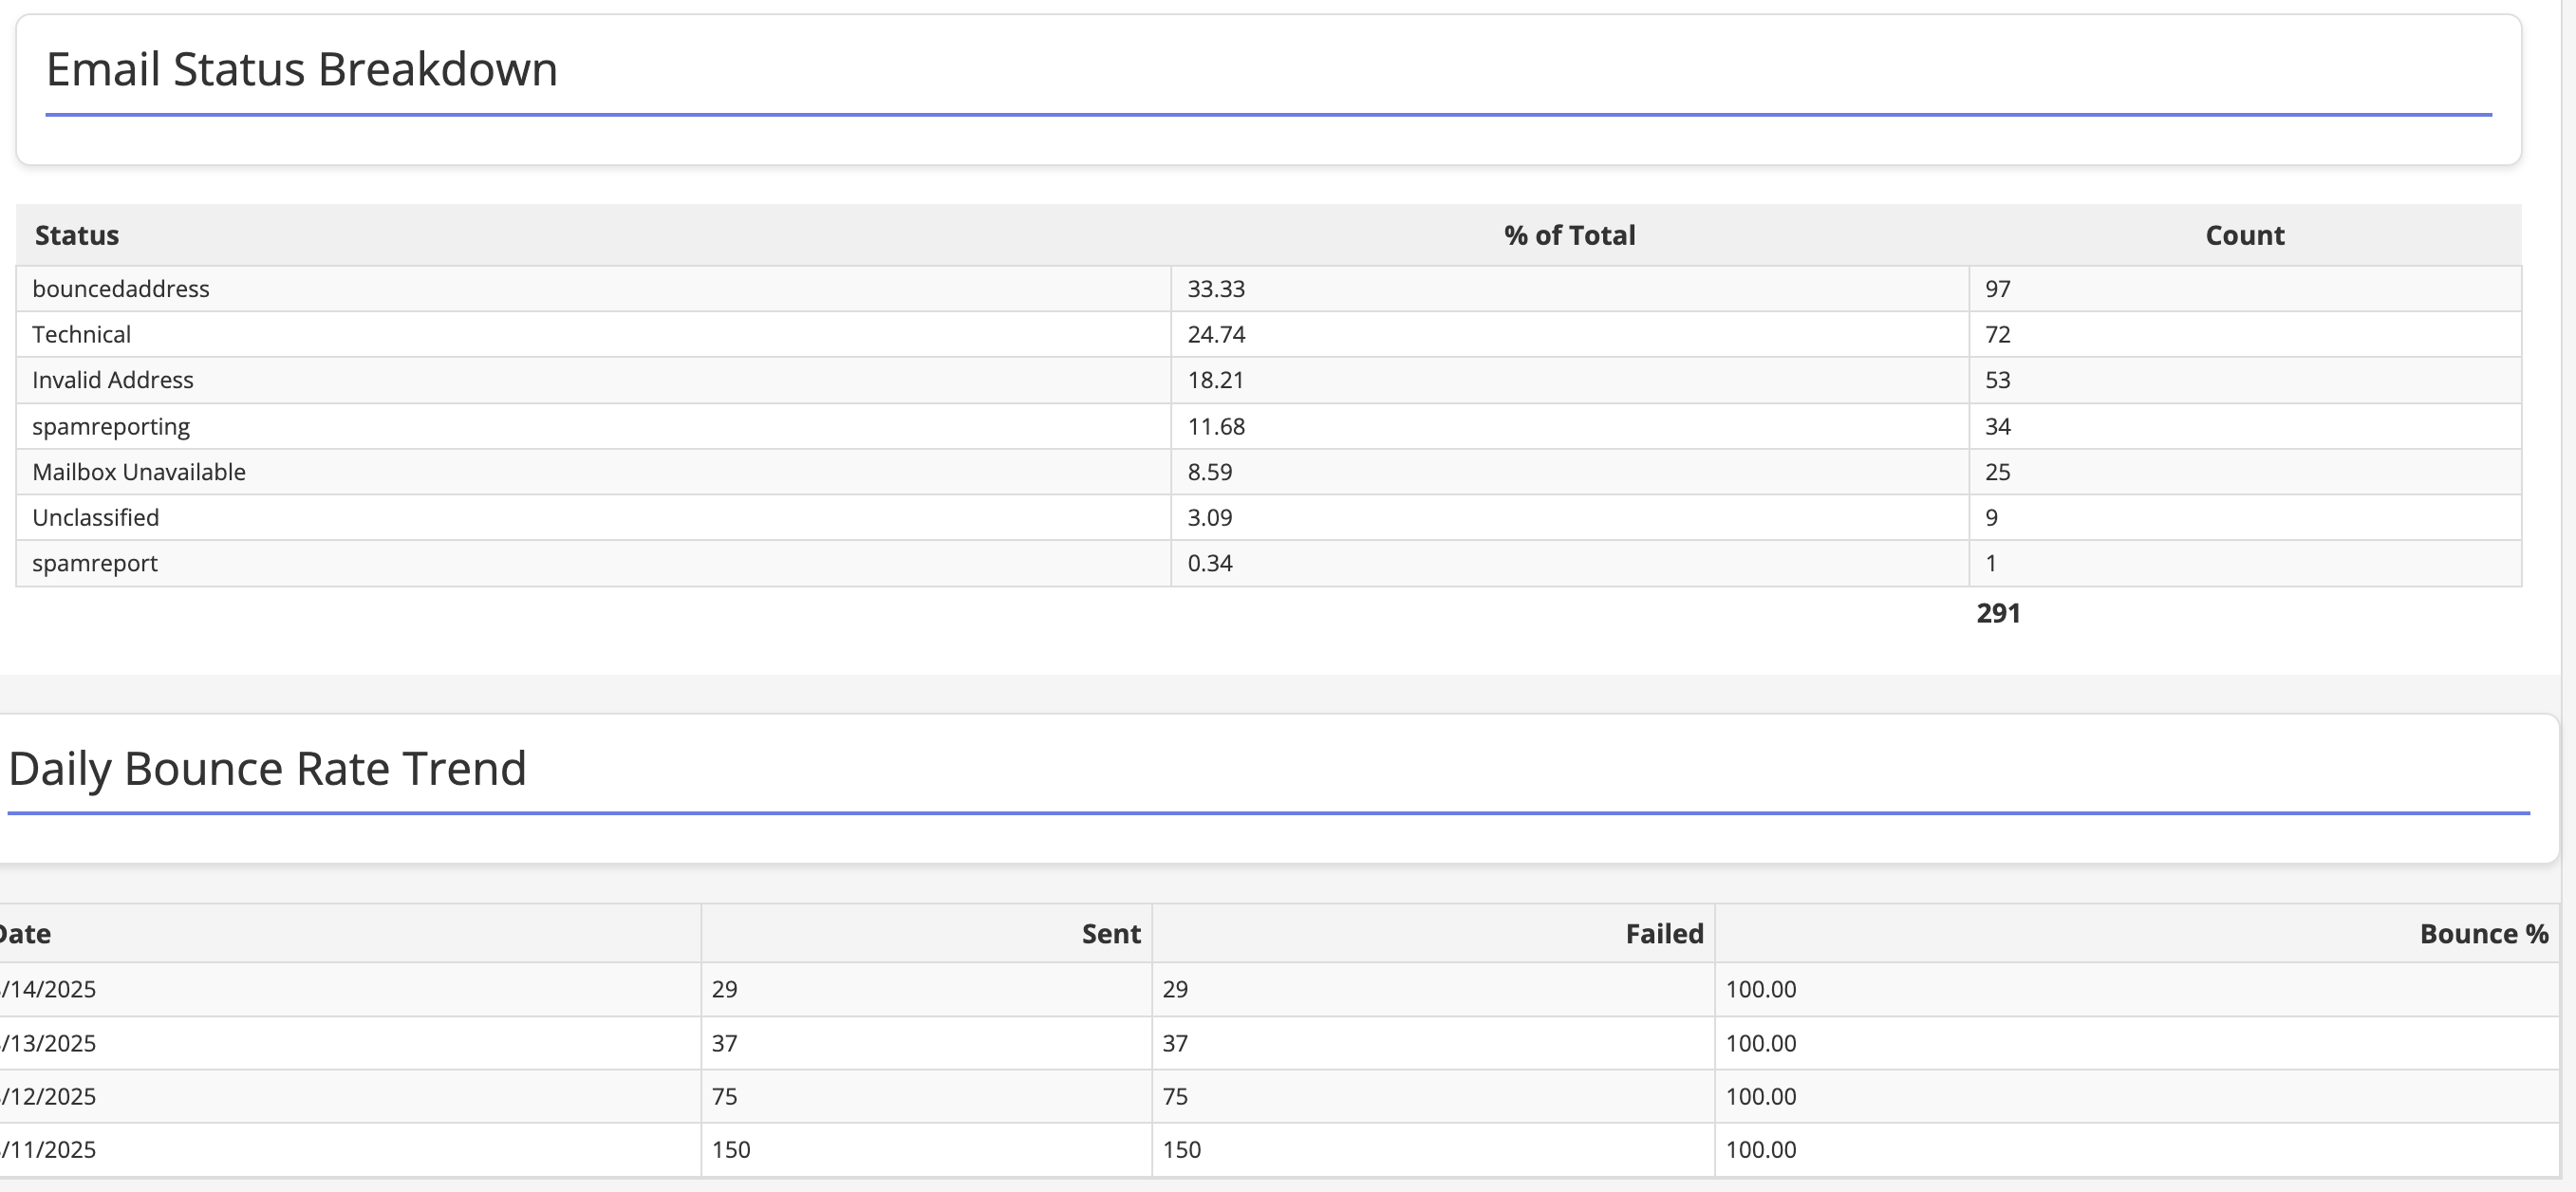 Email Status Breakdown
Status % of Total Count
bouncedaddress 33.33 97
Technical 24.74 72
Invalid Address 18.21 53
spamreporting 11.68 34
Mailbox Unavailable 8.59 25
Unclassified 3.09 9
spamreport 0.34 1
291
Daily Bounce Rate Trend
Date Sent Failed Bounce %
/14/2025 29 29 100.00
/13/2025 37 37 100.00
/12/2025 75 75 100.00
/11/2025 150 150 100.00